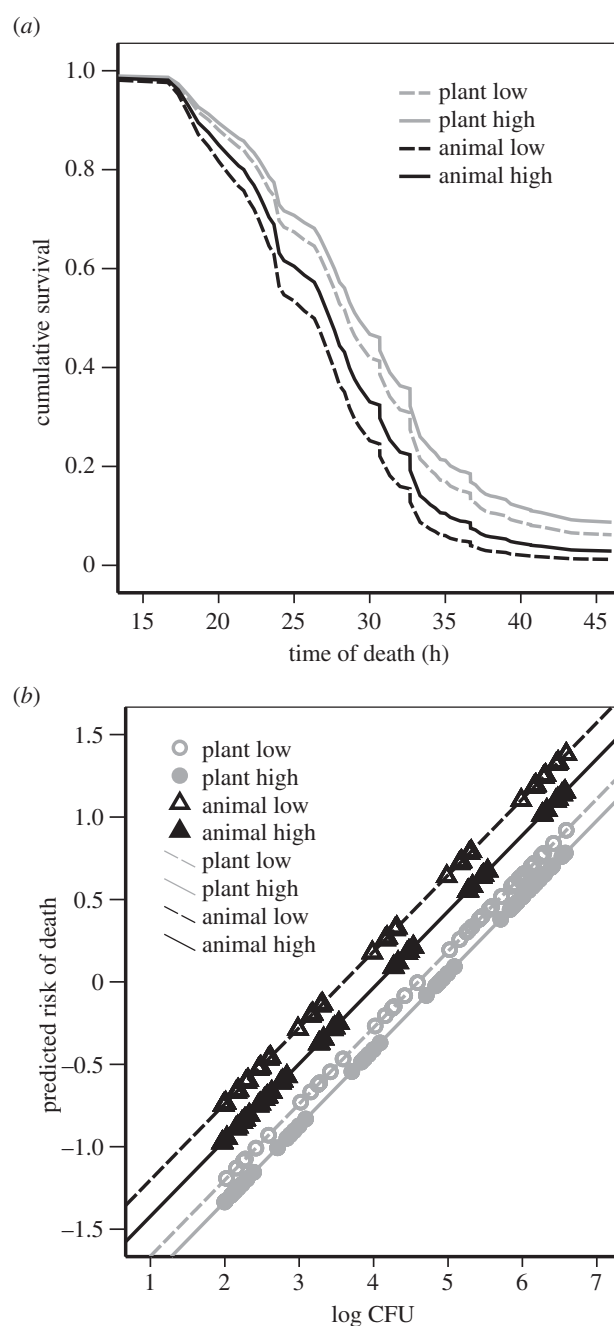 (a)
1.0
0.8
0.6
0.4
0.2
0
cumulative survival
plant low
plant high
animal low
animal high
15 20 25 30 35 40 45
time of death (h)
(b)
1.5
1.0
0.5
0
–0.5
–1.0
–1.5
predicted risk of death
plant low
plant high
animal low
animal high
plant low
plant high
animal low
animal high
1 2 3 4 5 6 7
log CFU